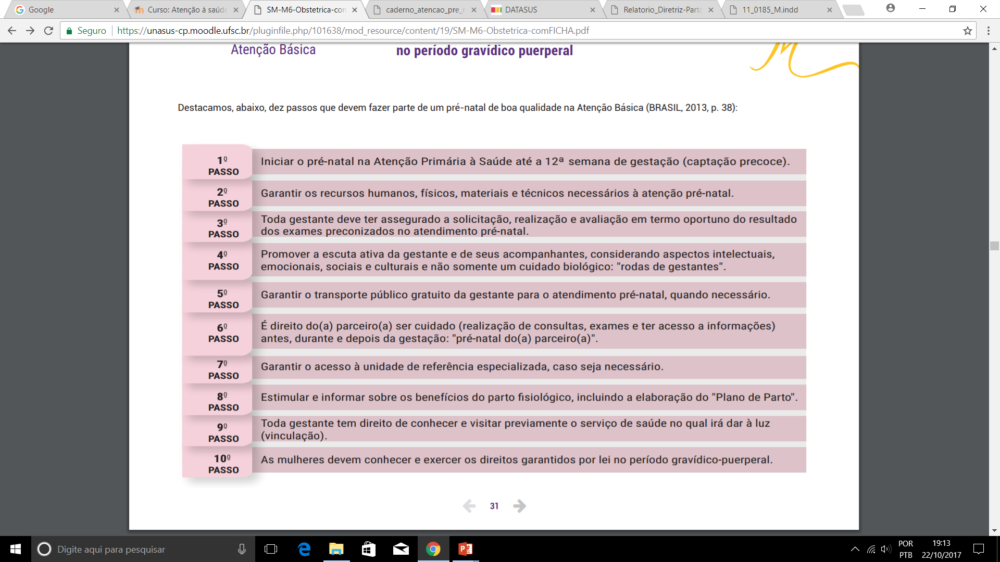 Google
Curso: Atenção à saúde
SM-M6-Obstetrica-com
caderno_atencao_pre_
DATASUS
Relatorio_Diretriz-Parto
11_0185_M.indd
Seguro
https://unasus-cp.moodle.ufsc.br/pluginfile.php/101638/mod_resource/content/19/SM-M6-Obstetrica-comFICHA.pdf
Atenção Básica
no período gravídico puerperal
Destacamos, abaixo, dez passos que devem fazer parte de um pré-natal de boa qualidade na Atenção Básica (BRASIL, 2013, p. 38):
1º
PASSO
Iniciar o pré-natal na Atenção Primária à Saúde até a 12ª semana de gestação (captação precoce).
2º
PASSO
Garantir os recursos humanos, físicos, materiais e técnicos necessários à atenção pré-natal.
3º
PASSO
Toda gestante deve ter assegurado a solicitação, realização e avaliação em termo oportuno do resultado
dos exames preconizados no atendimento pré-natal.
4º
PASSO
Promover a escuta ativa da gestante e de seus acompanhantes, considerando aspectos intelectuais,
emocionais, sociais e culturais e não somente um cuidado biológico: "rodas de gestantes".
5º
PASSO
Garantir o transporte público gratuito da gestante para o atendimento pré-natal, quando necessário.
6º
PASSO
É direito do(a) parceiro(a) ser cuidado (realização de consultas, exames e ter acesso a informações)
antes, durante e depois da gestação: "pré-natal do(a) parceiro(a)".
7º
PASSO
Garantir o acesso à unidade de referência especializada, caso seja necessário.
8º
PASSO
Estimular e informar sobre os benefícios do parto fisiológico, incluindo a elaboração do "Plano de Parto".
9º
PASSO
Toda gestante tem direito de conhecer e visitar previamente o serviço de saúde no qual irá dar à luz
(vinculação).
10º
PASSO
As mulheres devem conhecer e exercer os direitos garantidos por lei no período gravídico-puerperal.
31
Digite aqui para pesquisar
POR
PTB
19:13
22/10/2017